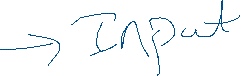 → Input